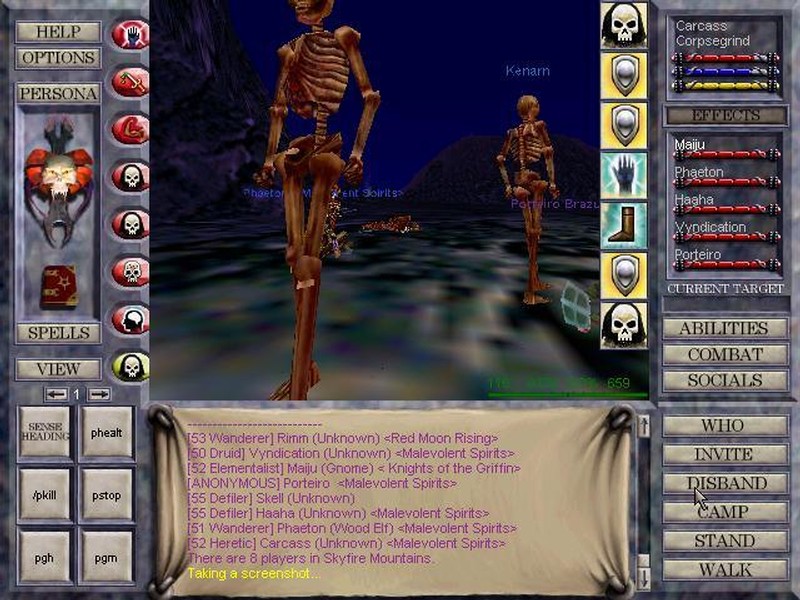 HELP
OPTIONS
PERSONA
SPELLS
VIEW
1
SENSE
HEADING
phealt
/pkill
pstop
pgh
pgm
Kenarn
Phaeton
Spirits>
Porteiro Brazu
659
Carcass
Corpsegrind
EFFECTS
Maiju
Phaeton
Haaha
Vyndication
Porteiro
CURRENT TARGET
ABILITIES
COMBAT
SOCIALS
[53 Wanderer] Rimm (Unknown) <Red Moon Rising>
[50 Druid] Vyndication (Unknown) <Malevolent Spirits>
[52 Elementalist] Maiju (Gnome) < Knights of the Griffin>
[ANONYMOUS] Porteiro <Malevolent Spirits>
[55 Defiler] Skell (Unknown)
[55 Defiler] Haaha (Unknown) <Malevolent Spirits>
[51 Wanderer] Phaeton (Wood Elf) <Malevolent Spirits>
[52 Heretic] Carcass (Unknown) <Malevolent Spirits>
There are 8 players in Skyfire Mountains.
Taking a screenshot...
WHO
INVITE
DISBAND
CAMP
STAND
WALK